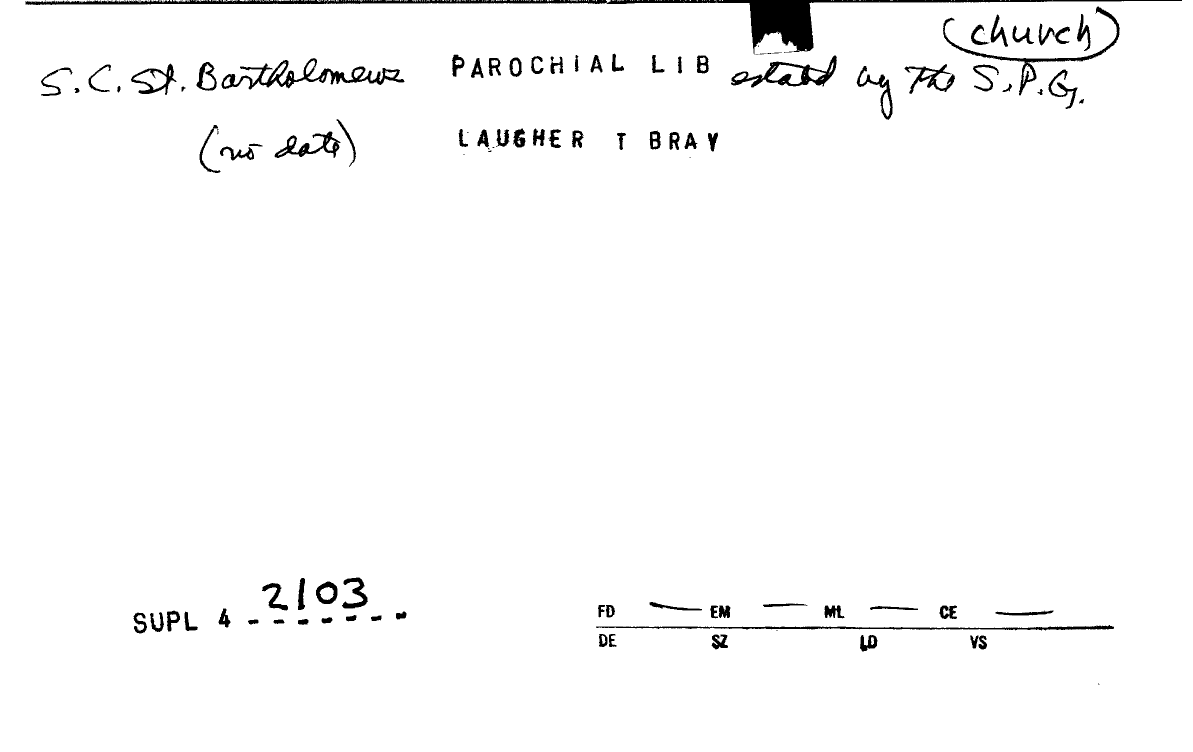 (church)
S.C. St. Bartholomews PAROCHIAL LIB estabd by the S.P.G.
(no date) LAUGHER T BRAY
SUPL 4 2103
FD — EM — ML — CE —
DE SZ LD VS